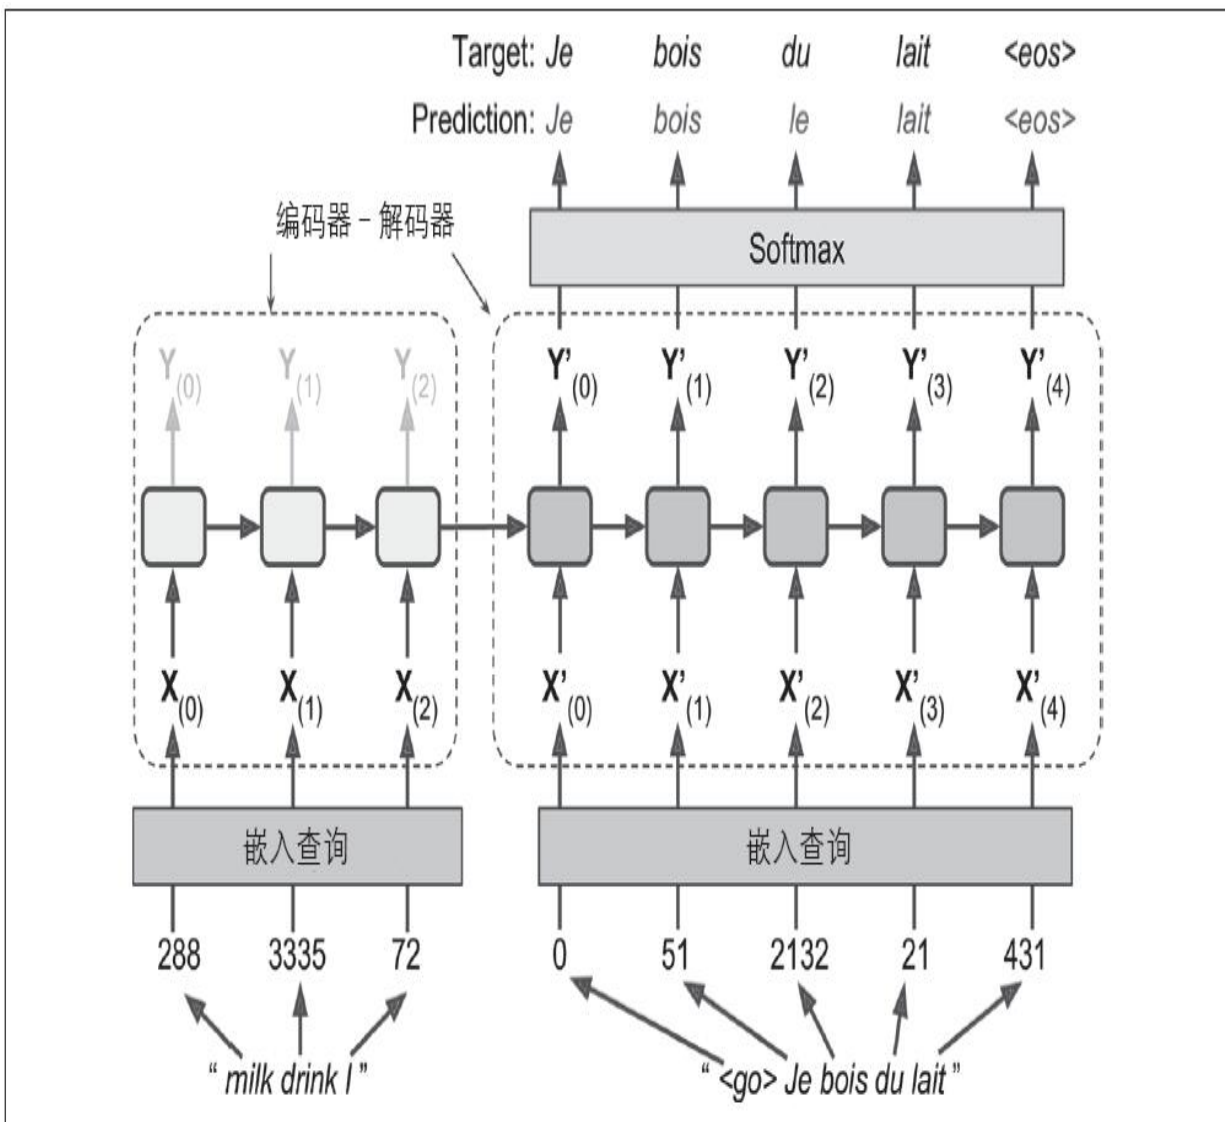 Target: Je bois du lait <eos>
Prediction: Je bois le lait <eos>
编码器－解码器
Softmax
Y(0) Y(1) Y(2) Y'(0) Y'(1) Y'(2) Y'(3) Y'(4)
X(0) X(1) X(2) X'(0) X'(1) X'(2) X'(3) X'(4)
嵌入查询 嵌入查询
288 3335 72 0 51 2132 21 431
“ milk drink I ” “ <go> Je bois du lait ”